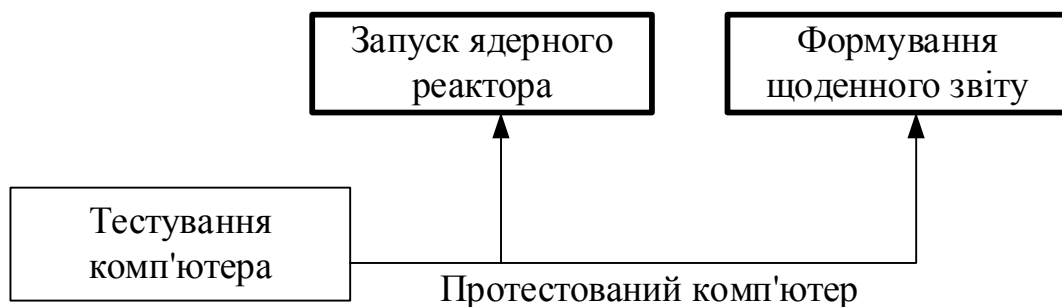 Запуск ядерного
реактора
Формування
щоденного звіту
Тестування
комп'ютера
Протестований комп'ютер